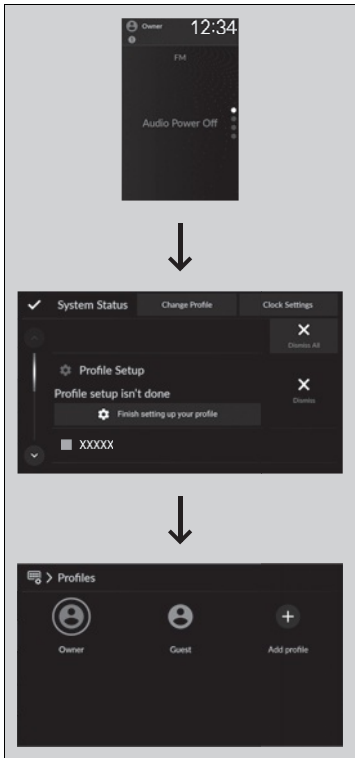 Owner 12:34
FM
Audio Power Off
System Status Change Profile Clock Settings
Dismiss All
Profile Setup
Profile setup isn't done
Dismiss
Finish setting up your profile
XXXXX
Profiles
Owner Guest Add profile